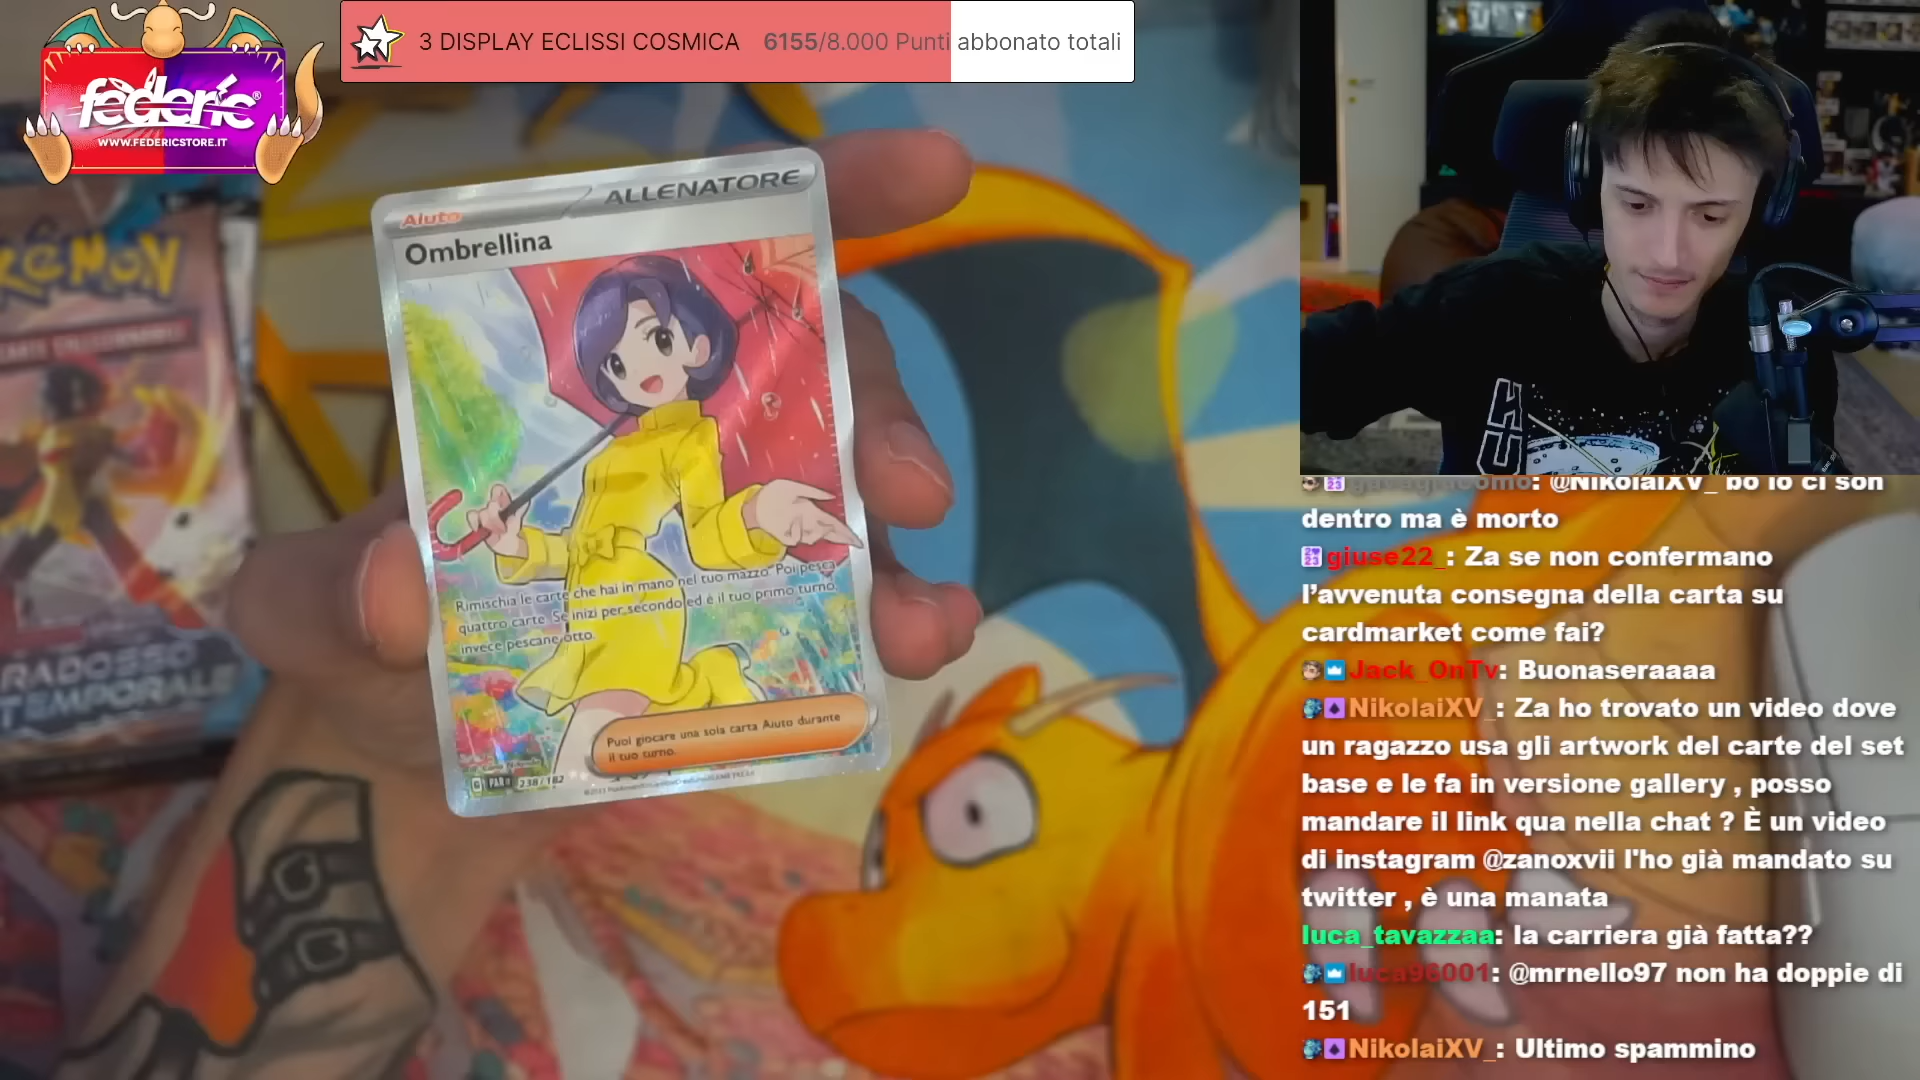 federic®
WWW.FEDERICSTORE.IT
3 DISPLAY ECLISSI COSMICA 6155/8.000 Punti abbonato totali
Aiuto
ALLENATORE
Ombrellina
Rimischia le carte che hai in mano nel tuo mazzo. Poi pesca
quattro carte. Se inizi per secondo ed è il tuo primo turno,
invece pescane otto.
Puoi giocare una sola carta Aiuto durante
il tuo turno.
238/182
POKÉMON
RADOSSO
TEMPORALE
: @NikolaiXV_ bo io ci son
dentro ma è morto
giuse22_: Za se non confermano
l'avvenuta consegna della carta su
cardmarket come fai?
Jack_OnTv: Buonaseraaaa
NikolaiXV_: Za ho trovato un video dove
un ragazzo usa gli artwork del carte del set
base e le fa in versione gallery , posso
mandare il link qua nella chat ? È un video
di instagram @zanoxvii l'ho già mandato su
twitter , è una manata
luca_tavazzaa: la carriera già fatta??
luca96001: @mrnello97 non ha doppie di
151
NikolaiXV_: Ultimo spammino